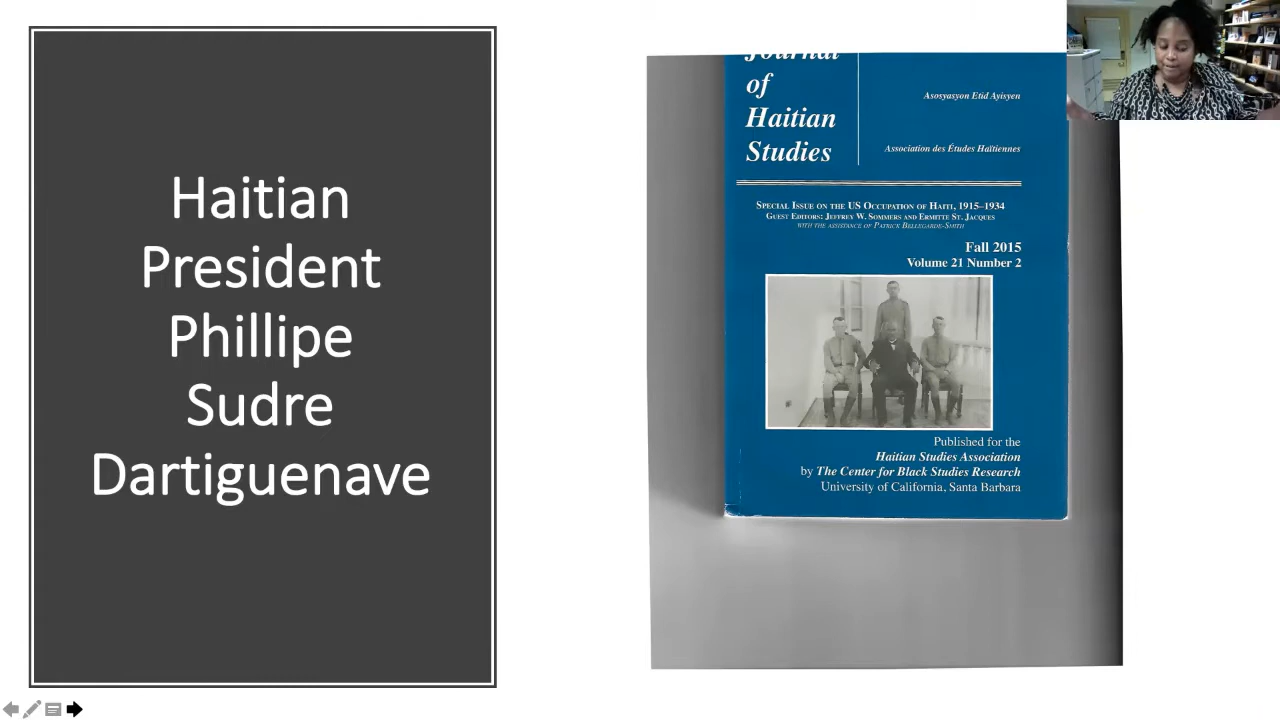 Haitian
President
Phillipe
Sudre
Dartiguenave
Journal
of
Haitian
Studies
Asosyasyon Etid Ayisyen
Association des Études Haïtiennes
Special Issue on the US Occupation of Haiti, 1915–1934
Guest Editors: Jeffrey W. Sommers and Ermitte St. Jacques
with the assistance of Patrick Bellegarde-Smith
Fall 2015
Volume 21 Number 2
Published for the
Haitian Studies Association
by The Center for Black Studies Research
University of California, Santa Barbara